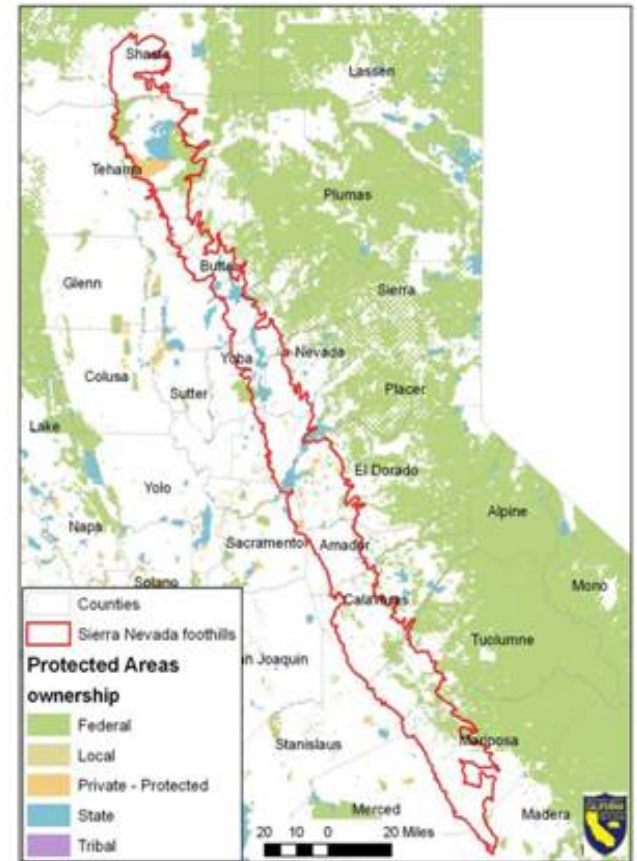 Shasta
Lassen
Tehama
Plumas
Butte
Glenn
Sierra
Yuba
Nevada
Colusa
Sutter
Placer
Lake
El Dorado
Yolo
Alpine
Napa
Sacramento
Amador
Solano
Mono
Calaveras
Tuolumne
n Joaquin
Stanislaus
Mariposa
Merced
Madera
Counties
Sierra Nevada foothills
Protected Areas
ownership
Federal
Local
Private - Protected
State
Tribal
20 10 0 20 Miles